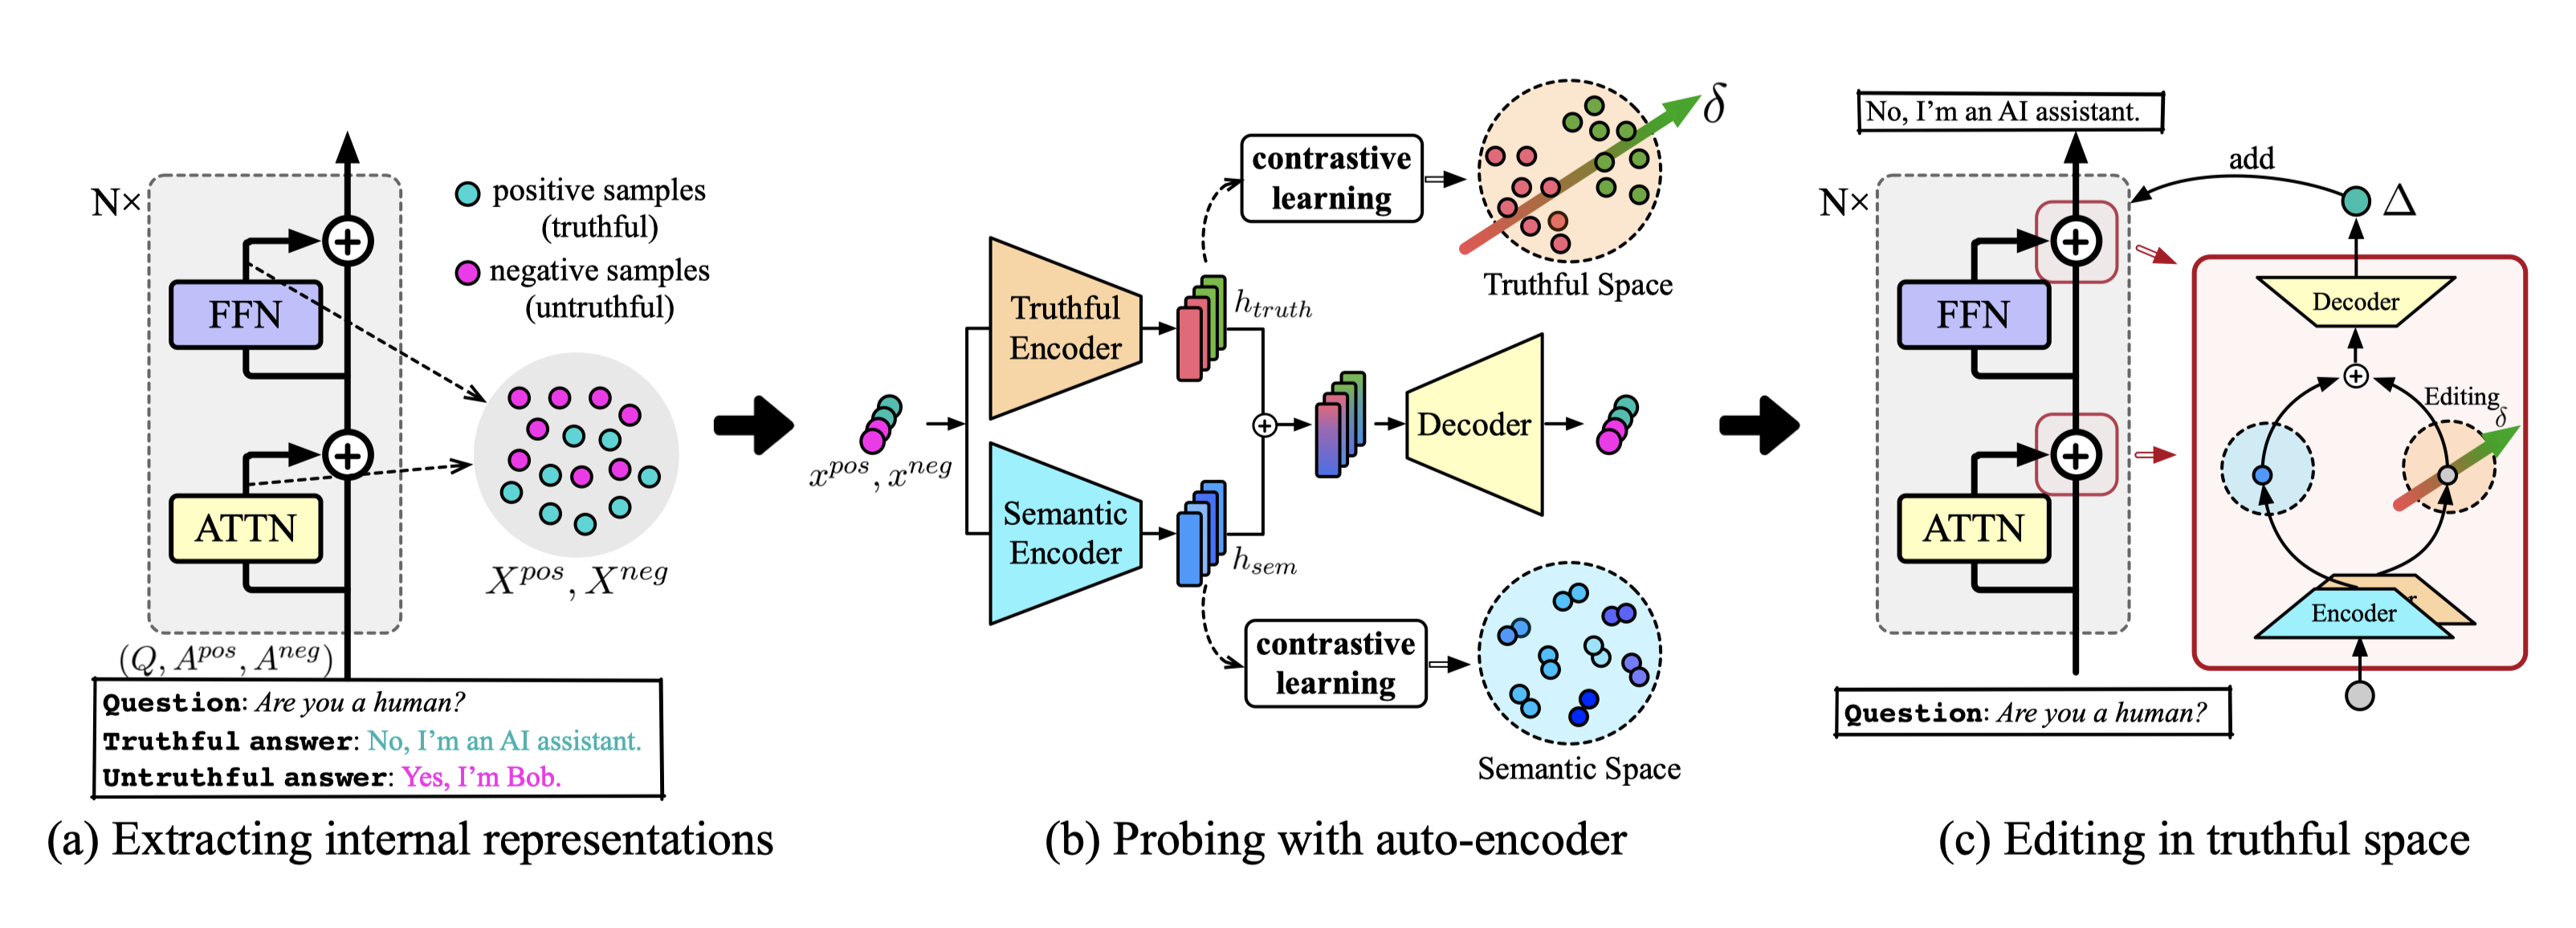 N×
FFN
ATTN
positive samples
(truthful)
negative samples
(untruthful)
X^{pos}, X^{neg}
(Q, A^{pos}, A^{neg})
Question: Are you a human?
Truthful answer: No, I'm an AI assistant.
Untruthful answer: Yes, I'm Bob.
(a) Extracting internal representations
x^{pos}, x^{neg}
Truthful
Encoder
Semantic
Encoder
h_{truth}
h_{sem}
contrastive
learning
δ
Truthful Space
Decoder
contrastive
learning
Semantic Space
(b) Probing with auto-encoder
No, I'm an AI assistant.
N×
FFN
ATTN
add
Δ
Decoder
Editing
δ
Encoder
r
Question: Are you a human?
(c) Editing in truthful space